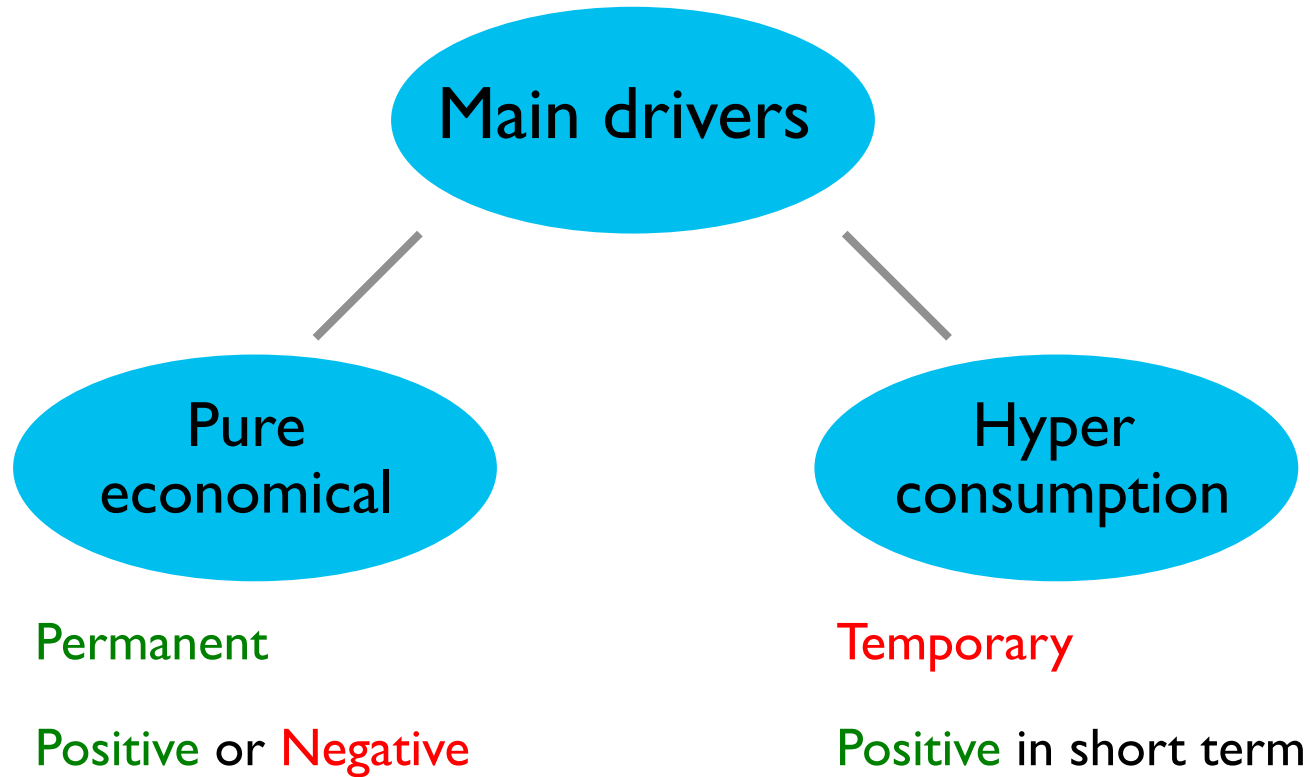 Main drivers
Pure
economical
Hyper
consumption
Permanent
Positive or Negative
Temporary
Positive in short term